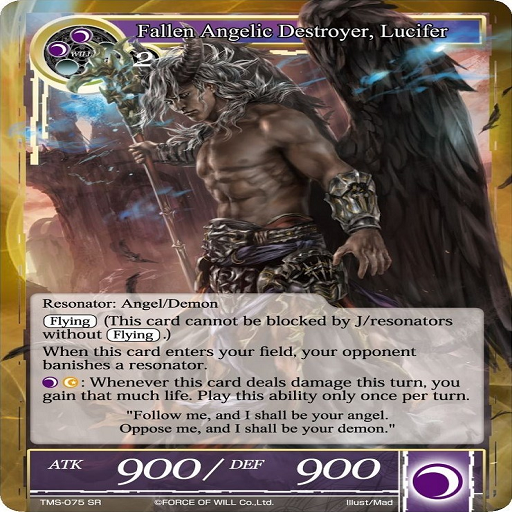 Fallen Angelic Destroyer, Lucifer
WILL
2
Resonator: Angel/Demon
Flying (This card cannot be blocked by J/resonators
without Flying.)
When this card enters your field, your opponent
banishes a resonator.
: Whenever this card deals damage this turn, you
gain that much life. Play this ability only once per turn.
"Follow me, and I shall be your angel.
Oppose me, and I shall be your demon."
ATK 900/ DEF 900
TMS-075 SR ©FORCE OF WILL Co.,Ltd. Illust/Mad